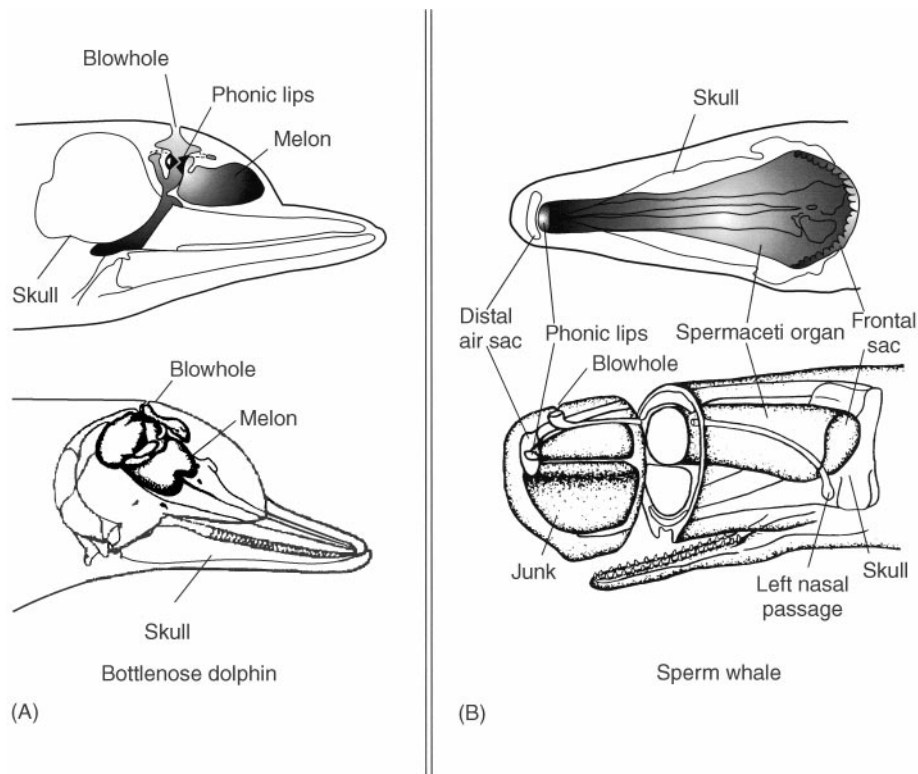 Blowhole
Phonic lips
Melon
Skull
Blowhole
Melon
Skull
Bottlenose dolphin
(A)
Skull
Distal
air sac
Phonic lips
Spermaceti organ
Frontal
sac
Blowhole
Junk
Left nasal
passage
Skull
Sperm whale
(B)